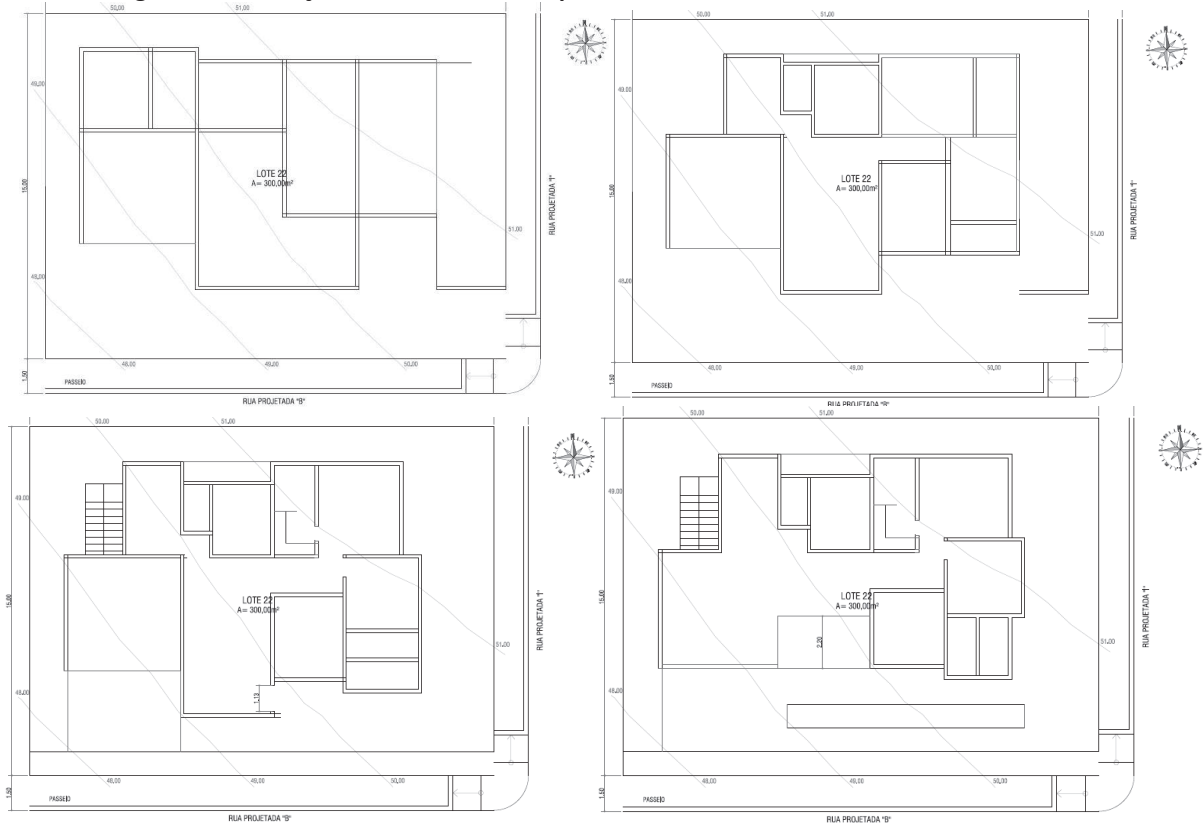 50,00
51,00
49,00
15,00
LOTE 22
A= 300,00m²
RUA PROJETADA "I"
51,00
48,00
48,00
49,00
50,00
1,50
PASSEIO
RUA PROJETADA "B"
50,00
51,00
49,00
15,00
LOTE 22
A= 300,00m²
RUA PROJETADA "I"
51,00
48,00
48,00
49,00
50,00
1,50
PASSEIO
RUA PROJETADA "B"
50,00
51,00
49,00
15,00
LOTE 22
A= 300,00m²
RUA PROJETADA "I"
51,00
48,00
1,13
48,00
49,00
50,00
1,50
PASSEIO
RUA PROJETADA "B"
50,00
51,00
49,00
15,00
LOTE 22
A= 300,00m²
RUA PROJETADA "I"
2,20
51,00
48,00
48,00
49,00
50,00
1,50
PASSEIO
RUA PROJETADA "B"